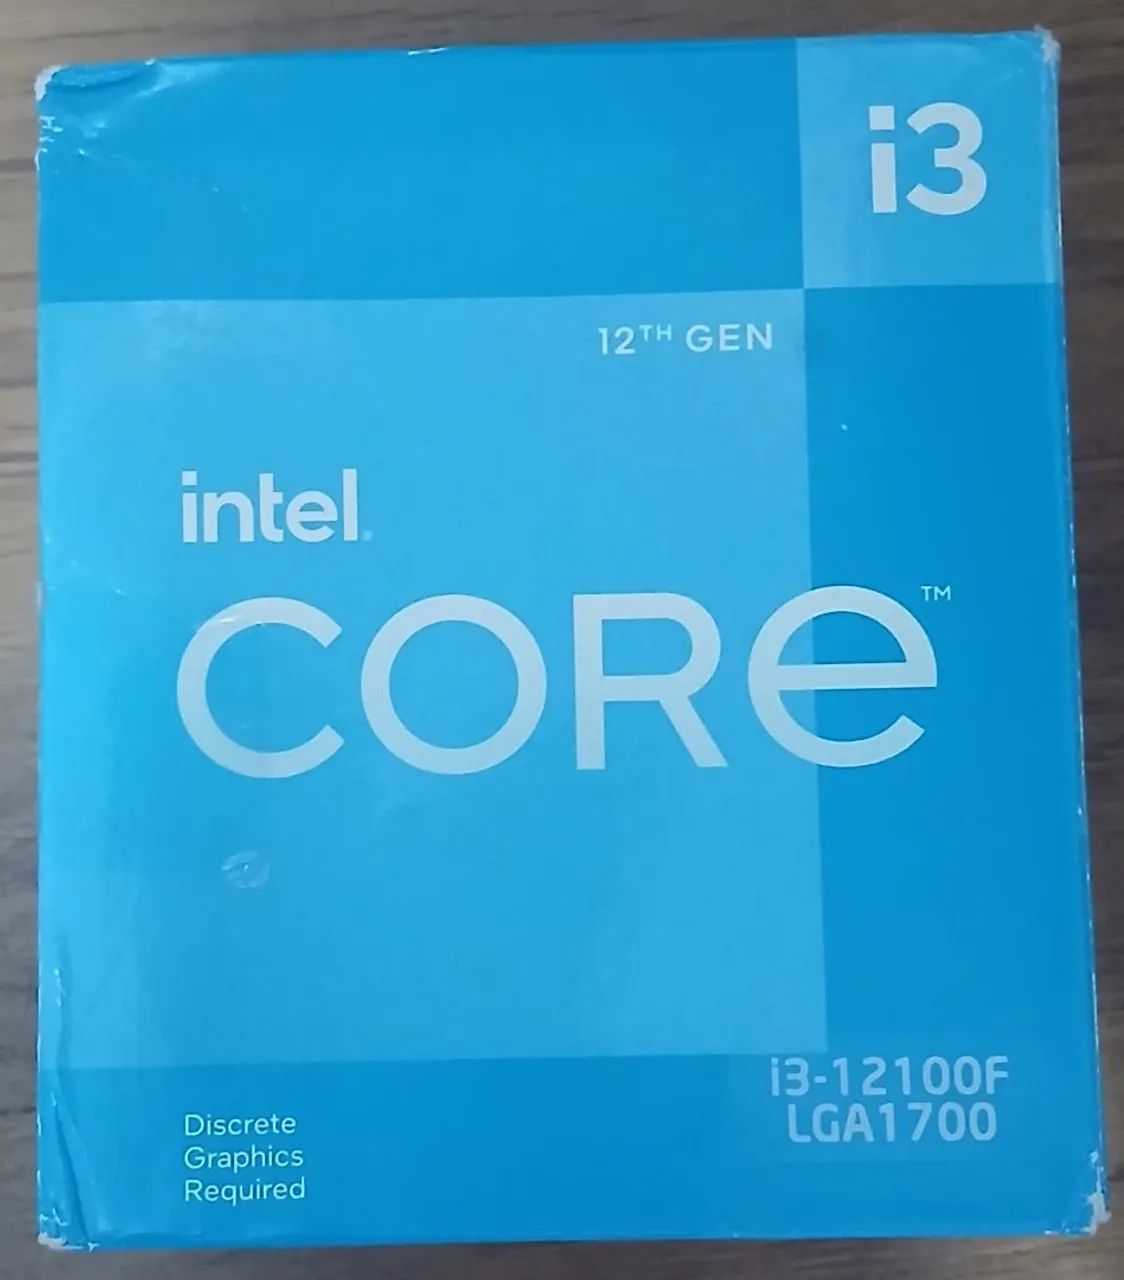 i3
12TH GEN
intel.
CORe™
i3-12100F
LGA1700
Discrete
Graphics
Required